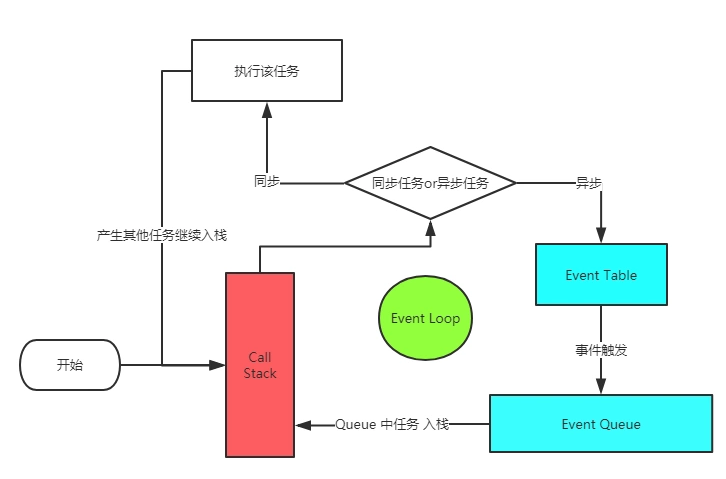 执行该任务
同步任务or异步任务
同步
异步
产生其他任务继续入栈
Event Table
Event Loop
事件触发
开始
Call
Stack
Queue 中任务 入栈
Event Queue